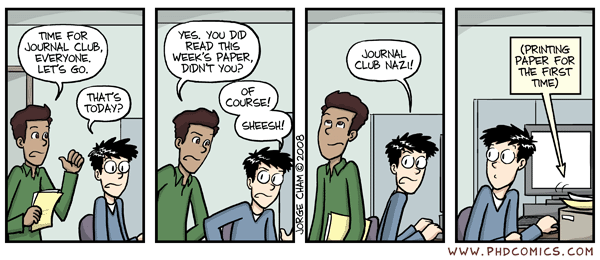 TIME FOR
JOURNAL CLUB,
EVERYONE.
LET'S GO.
THAT'S
TODAY?
YES. YOU DID
READ THIS
WEEK'S PAPER,
DIDN'T YOU?
OF
COURSE!
SHEESH!
JORGE CHAM © 2008
JOURNAL
CLUB NAZI!
(PRINTING
PAPER FOR
THE FIRST
TIME)
WWW.PHDCOMICS.COM